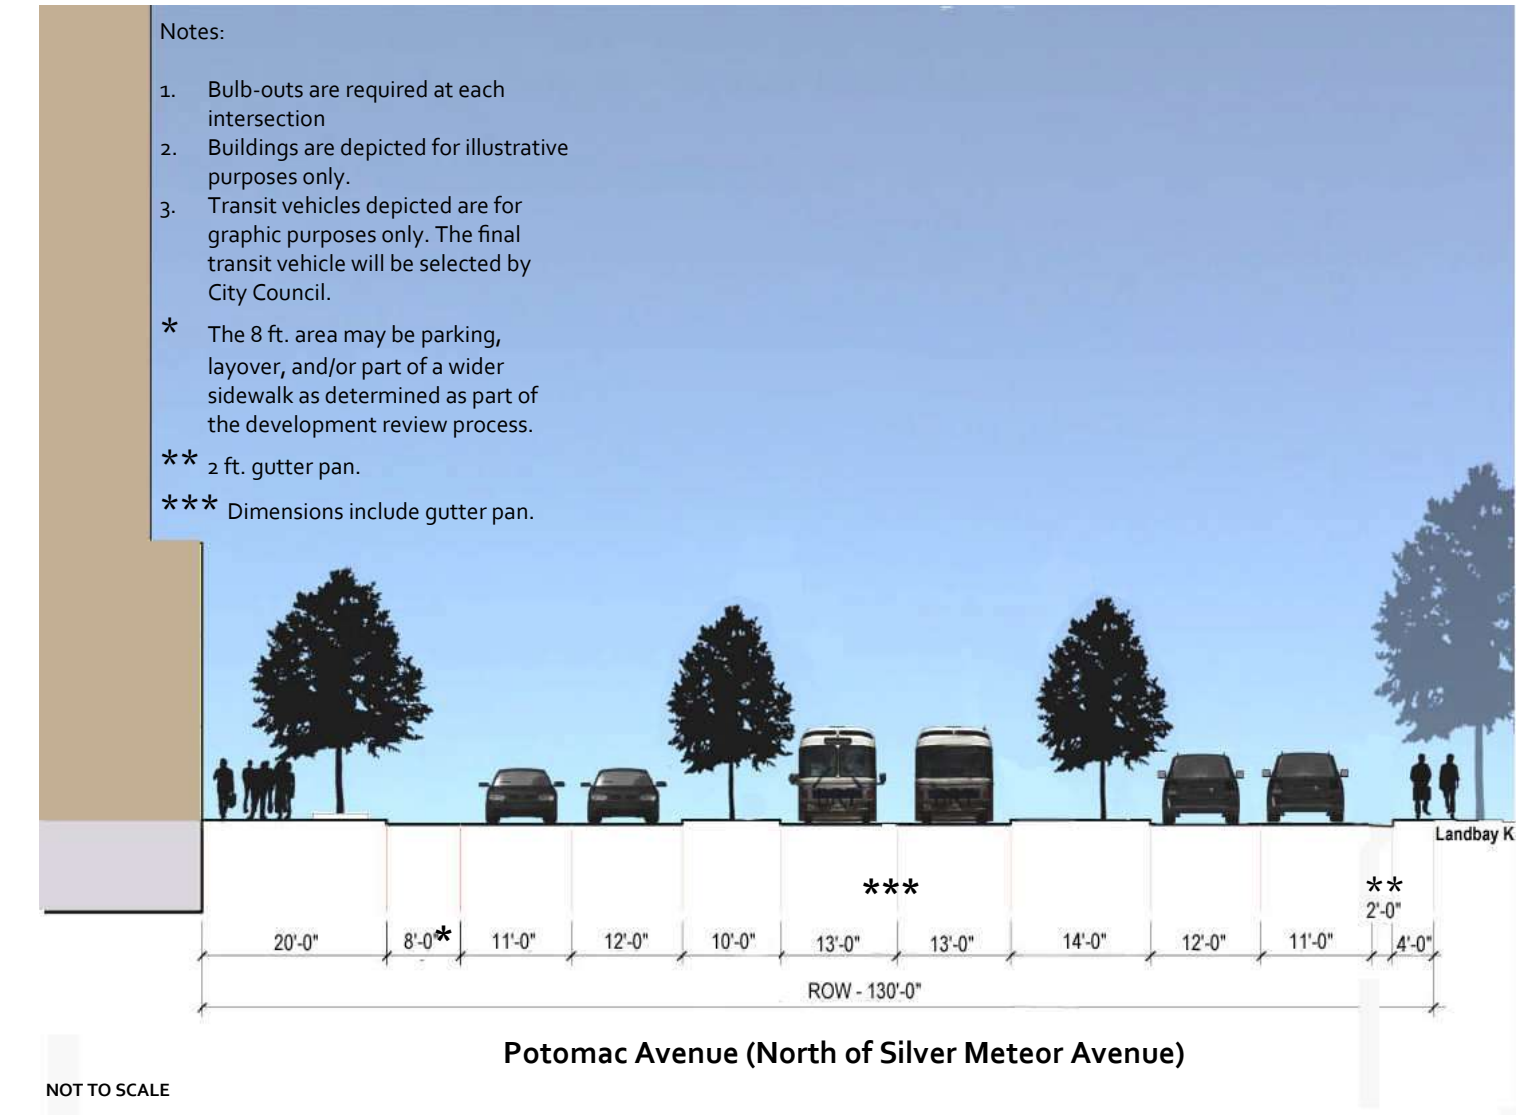 Notes:
1. Bulb-outs are required at each
intersection
2. Buildings are depicted for illustrative
purposes only.
3. Transit vehicles depicted are for
graphic purposes only. The final
transit vehicle will be selected by
City Council.
* The 8 ft. area may be parking,
layover, and/or part of a wider
sidewalk as determined as part of
the development review process.
** 2 ft. gutter pan.
*** Dimensions include gutter pan.
Landbay K
*** **
2'-0"
20'-0" 8'-0"* 11'-0" 12'-0" 10'-0" 13'-0" 13'-0" 14'-0" 12'-0" 11'-0" 4'-0"
ROW - 130'-0"
Potomac Avenue (North of Silver Meteor Avenue)
NOT TO SCALE